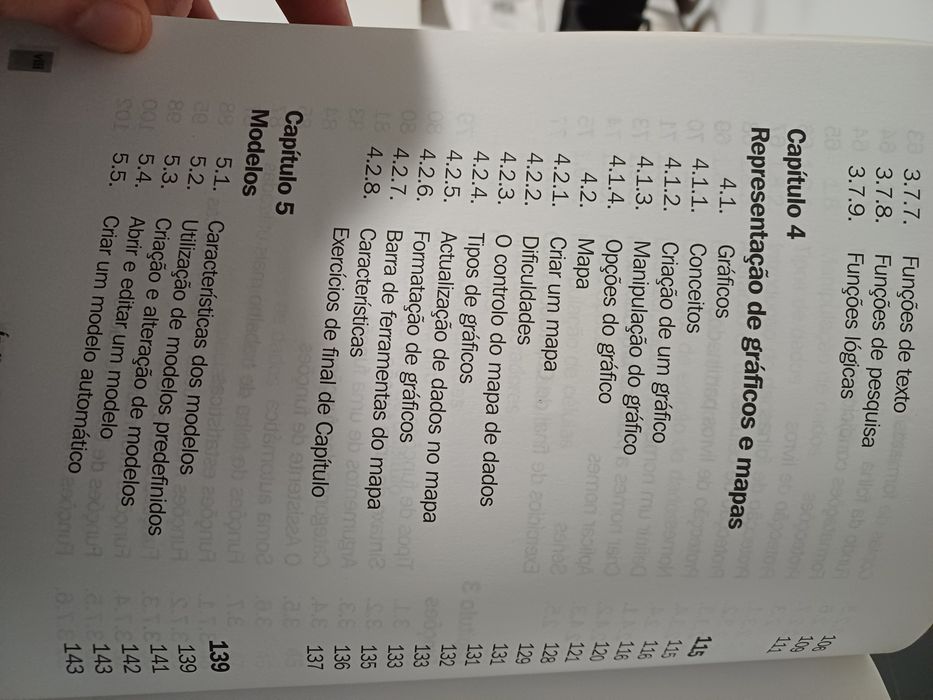 3.7.7. Funções de texto 106
3.7.8. Funções de pesquisa 109
3.7.9. Funções lógicas 111
Capítulo 4
Representação de gráficos e mapas 115
4.1. Gráficos 115
4.1.1. Conceitos 116
4.1.2. Criação de um gráfico 116
4.1.3. Manipulação do gráfico 120
4.1.4. Opções do gráfico 121
4.2. Mapa 128
4.2.1. Criar um mapa 129
4.2.2. Dificuldades 131
4.2.3. O controlo do mapa de dados 131
4.2.4. Tipos de gráficos 132
4.2.5. Actualização de dados no mapa 133
4.2.6. Formatação de gráficos 133
4.2.7. Barra de ferramentas do mapa 135
4.2.8. Características 136
Exercícios de final de Capítulo 137
Capítulo 5
Modelos 139
5.1. Características dos modelos 139
5.2. Utilização de modelos predefinidos 141
5.3. Criação e alteração de modelos 142
5.4. Abrir e editar um modelo 143
5.5. Criar um modelo automático 143
viii